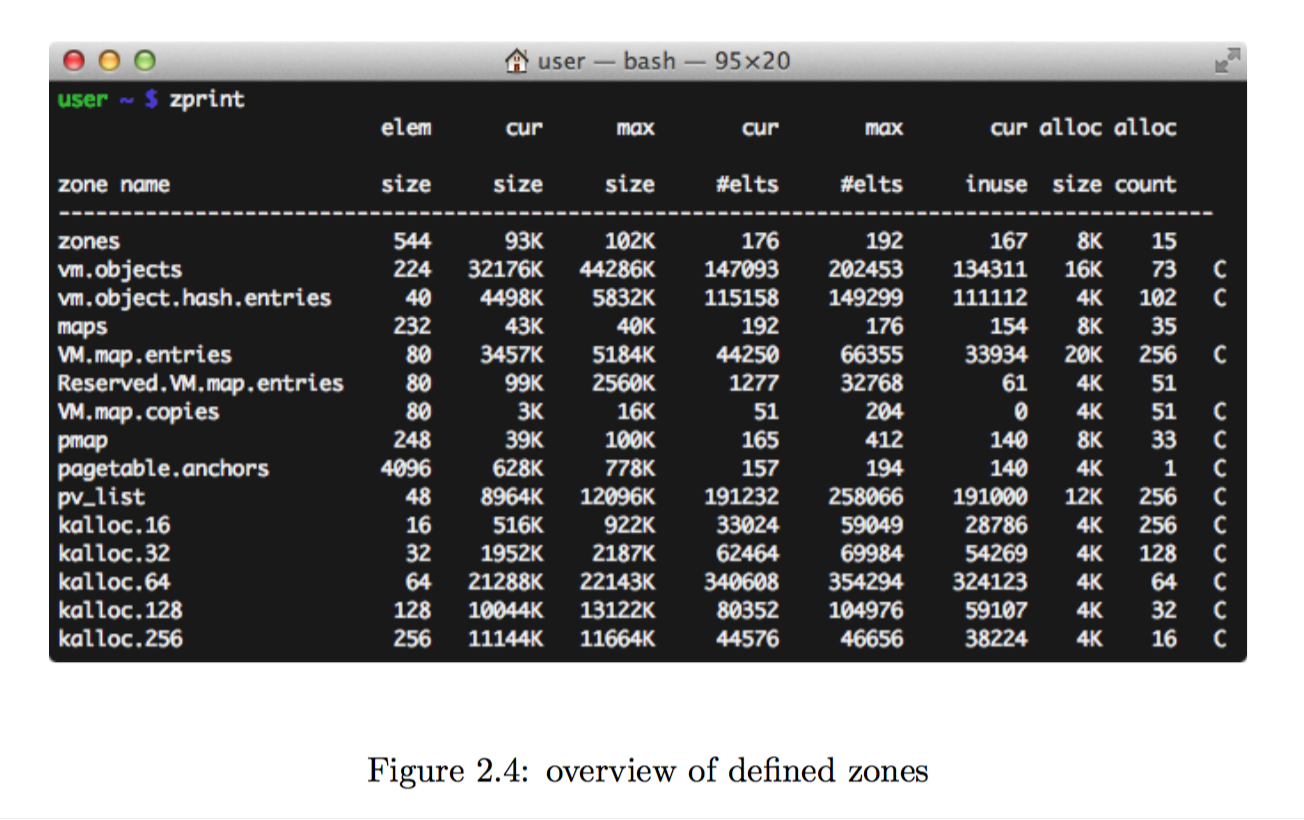 user — bash — 95×20
user ~ $ zprint
elem cur max cur max cur alloc alloc
zone name size size size #elts #elts inuse size count
--------------------------------------------------------------------------------------------
zones 544 93K 102K 176 192 167 8K 15
vm.objects 224 32176K 44286K 147093 202453 134311 16K 73 C
vm.object.hash.entries 40 4498K 5832K 115158 149299 111112 4K 102 C
maps 232 43K 40K 192 176 154 8K 35
VM.map.entries 80 3457K 5184K 44250 66355 33934 20K 256 C
Reserved.VM.map.entries 80 99K 2560K 1277 32768 61 4K 51
VM.map.copies 80 3K 16K 51 204 0 4K 51 C
pmap 248 39K 100K 165 412 140 8K 33 C
pagetable.anchors 4096 628K 778K 157 194 140 4K 1 C
pv_list 48 8964K 12096K 191232 258066 191000 12K 256 C
kalloc.16 16 516K 922K 33024 59049 28786 4K 256 C
kalloc.32 32 1952K 2187K 62464 69984 54269 4K 128 C
kalloc.64 64 21288K 22143K 340608 354294 324123 4K 64 C
kalloc.128 128 10044K 13122K 80352 104976 59107 4K 32 C
kalloc.256 256 11144K 11664K 44576 46656 38224 4K 16 C
Figure 2.4: overview of defined zones